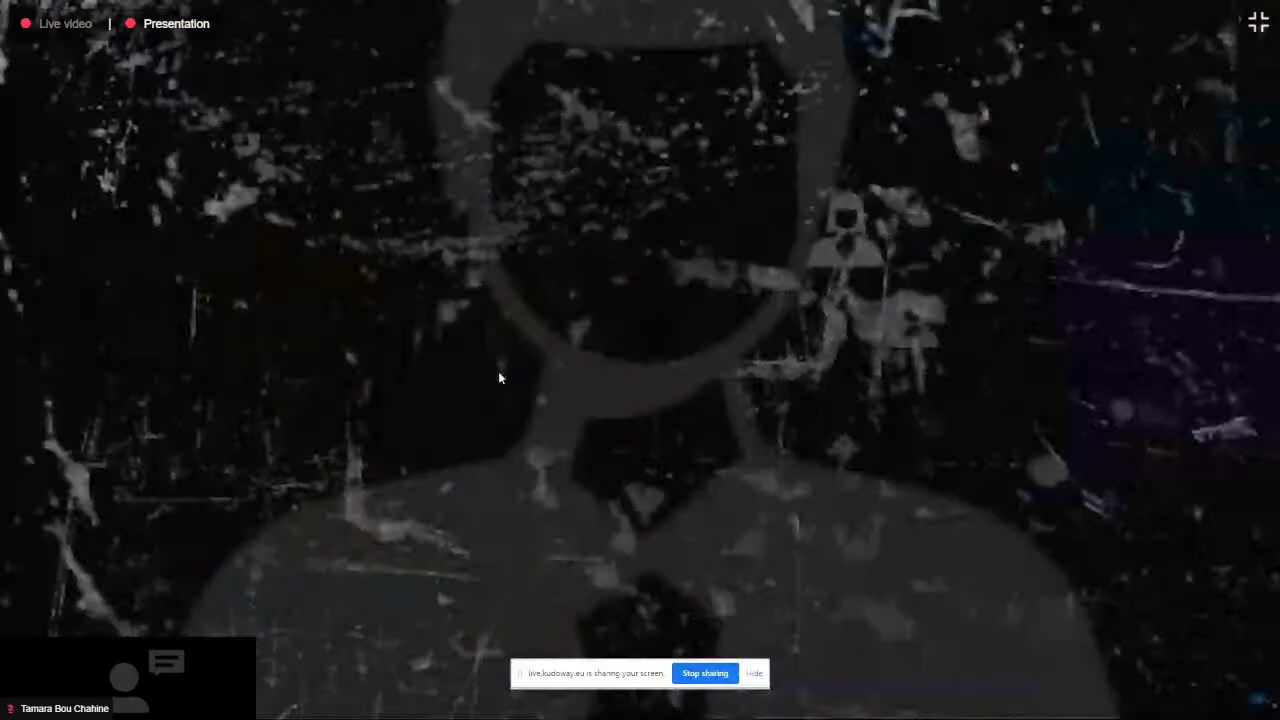 Live video | Presentation
live.kudoway.eu is sharing your screen. Stop sharing Hide
Tamara Bou Chahine